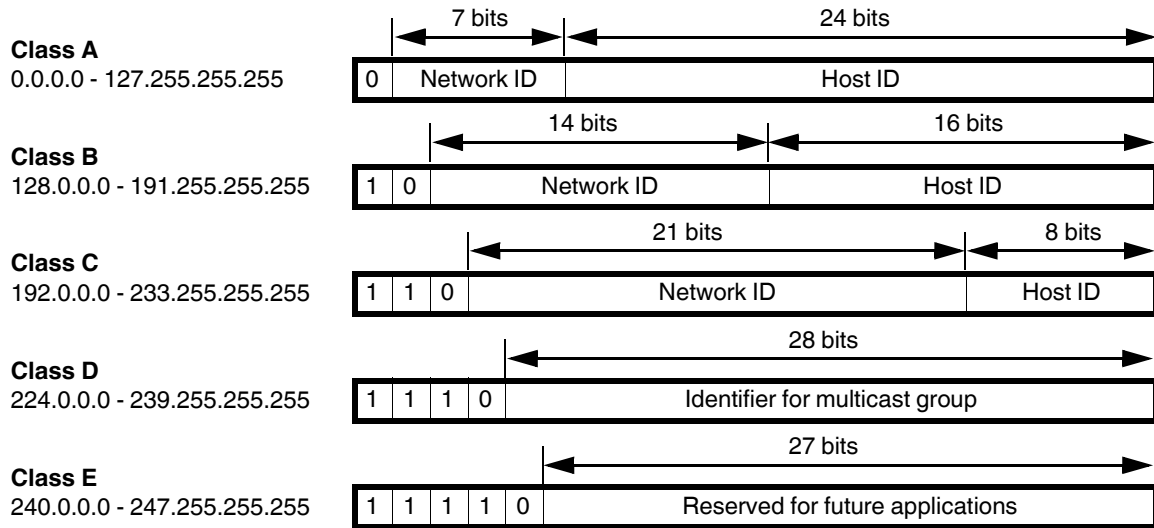 7 bits 24 bits
Class A
0.0.0.0 - 127.255.255.255 0 Network ID Host ID
14 bits 16 bits
Class B
128.0.0.0 - 191.255.255.255 1 0 Network ID Host ID
21 bits 8 bits
Class C
192.0.0.0 - 233.255.255.255 1 1 0 Network ID Host ID
28 bits
Class D
224.0.0.0 - 239.255.255.255 1 1 1 0 Identifier for multicast group
27 bits
Class E
240.0.0.0 - 247.255.255.255 1 1 1 1 0 Reserved for future applications